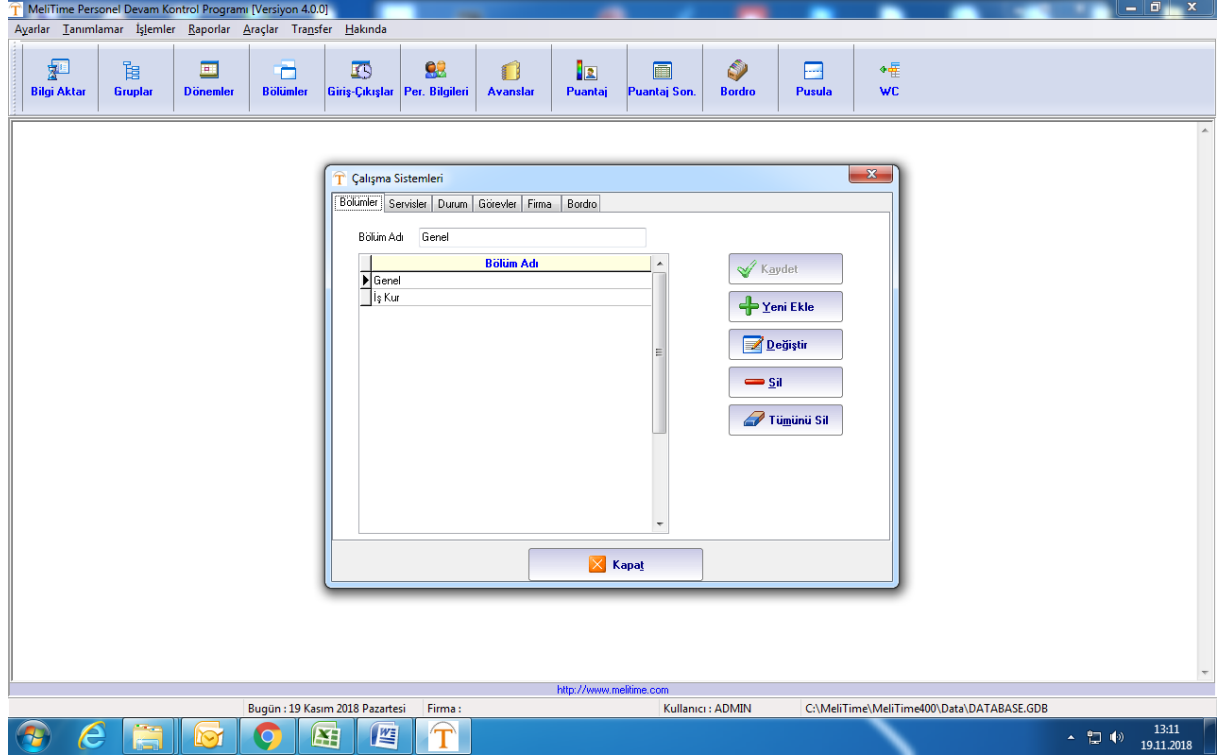 MeliTime Personel Devam Kontrol Programı [Versiyon 4.0.0]
Ayarlar Tanımlamar İşlemler Raporlar Araçlar Transfer Hakında
Bilgi Aktar Gruplar Dönemler Bölümler Giriş-Çıkışlar Per. Bilgileri Avanslar Puantaj Puantaj Son. Bordro Pusula WC
Çalışma Sistemleri
Bölümler Servisler Durum Görevler Firma Bordro
Bölüm Adı Genel
Bölüm Adı
Genel
İş Kur
Kaydet
Yeni Ekle
Değiştir
Sil
Tümünü Sil
Kapat
http://www.melitime.com
Bugün : 19 Kasım 2018 Pazartesi Firma : Kullanıcı : ADMIN C:\MeliTime\MeliTime400\Data\DATABASE.GDB
13:11
19.11.2018